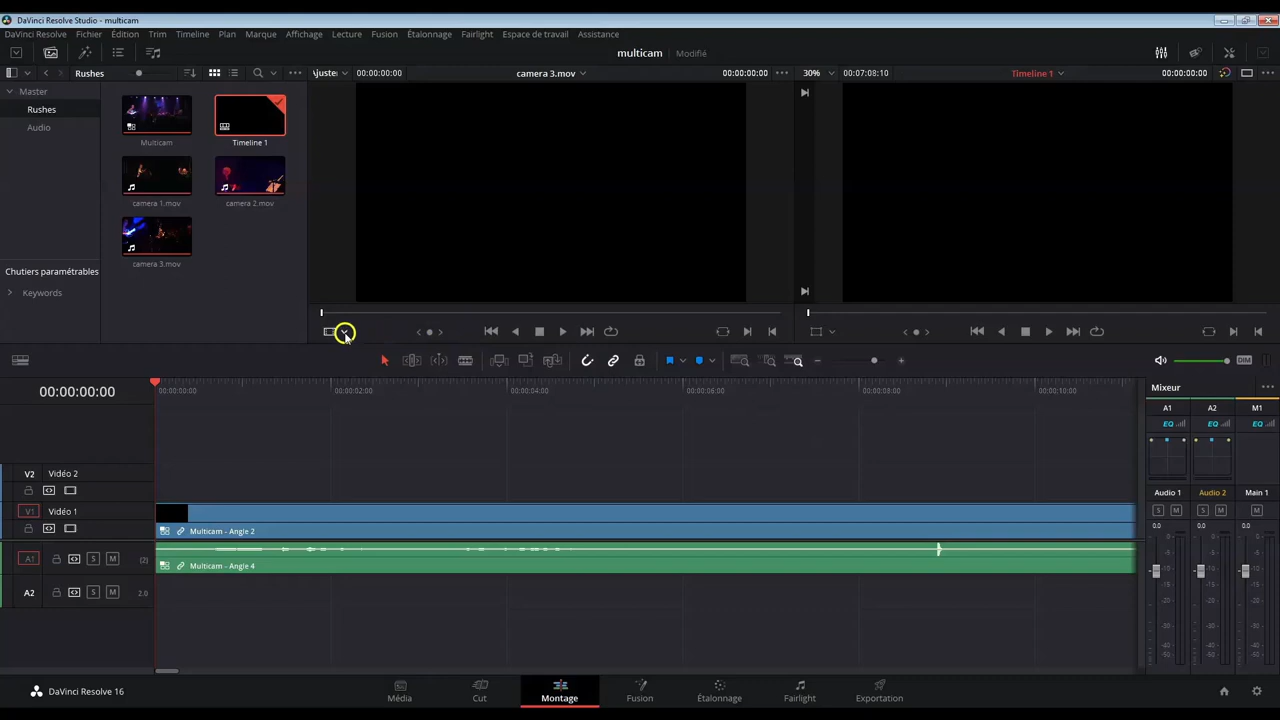 DaVinci Resolve Studio - multicam
DaVinci Resolve Fichier Édition Trim Timeline Plan Marque Affichage Lecture Fusion Étalonnage Fairlight Espace de travail Assistance
multicam Modifié
Rushes
Ajuster 00:00:00:00 camera 3.mov 00:00:00:00
30% 00:07:08:10 Timeline 1 00:00:00:00
Master
Rushes
Audio
Multicam Timeline 1
camera 1.mov camera 2.mov
camera 3.mov
Chutiers paramétrables
Keywords
DIM
00:00:00:00
00:00:00:00 00:00:02:00 00:00:04:00 00:00:06:00 00:00:08:00 00:00:10:00
Mixeur
A1 A2 M1
EQ EQ EQ
V2 Vidéo 2
V1 Vidéo 1
Multicam - Angle 2
A1 S M (2)
Multicam - Angle 4
A2 S M 2.0
Audio 1 Audio 2 Main 1
S M S M M
0.0 0.0 0.0
DaVinci Resolve 16
Média Cut Montage Fusion Étalonnage Fairlight Exportation